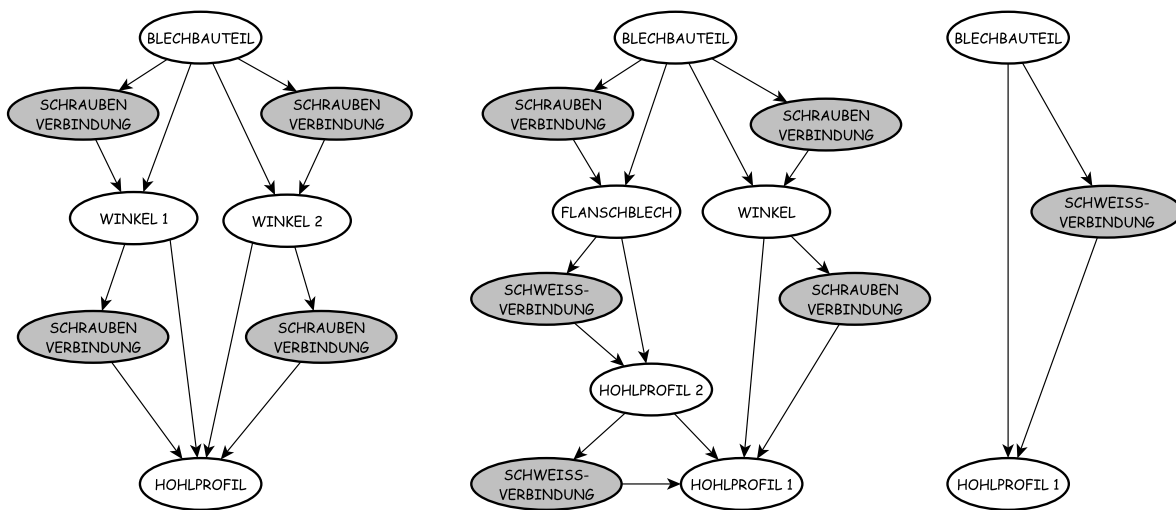 BLECHBAUTEIL
SCHRAUBEN
VERBINDUNG
SCHRAUBEN
VERBINDUNG
WINKEL 1
WINKEL 2
SCHRAUBEN
VERBINDUNG
SCHRAUBEN
VERBINDUNG
HOHLPROFIL
BLECHBAUTEIL
SCHRAUBEN
VERBINDUNG
SCHRAUBEN
VERBINDUNG
FLANSCHBLECH
WINKEL
SCHWEISS-
VERBINDUNG
SCHRAUBEN
VERBINDUNG
HOHLPROFIL 2
SCHWEISS-
VERBINDUNG
HOHLPROFIL 1
BLECHBAUTEIL
SCHWEISS-
VERBINDUNG
HOHLPROFIL 1